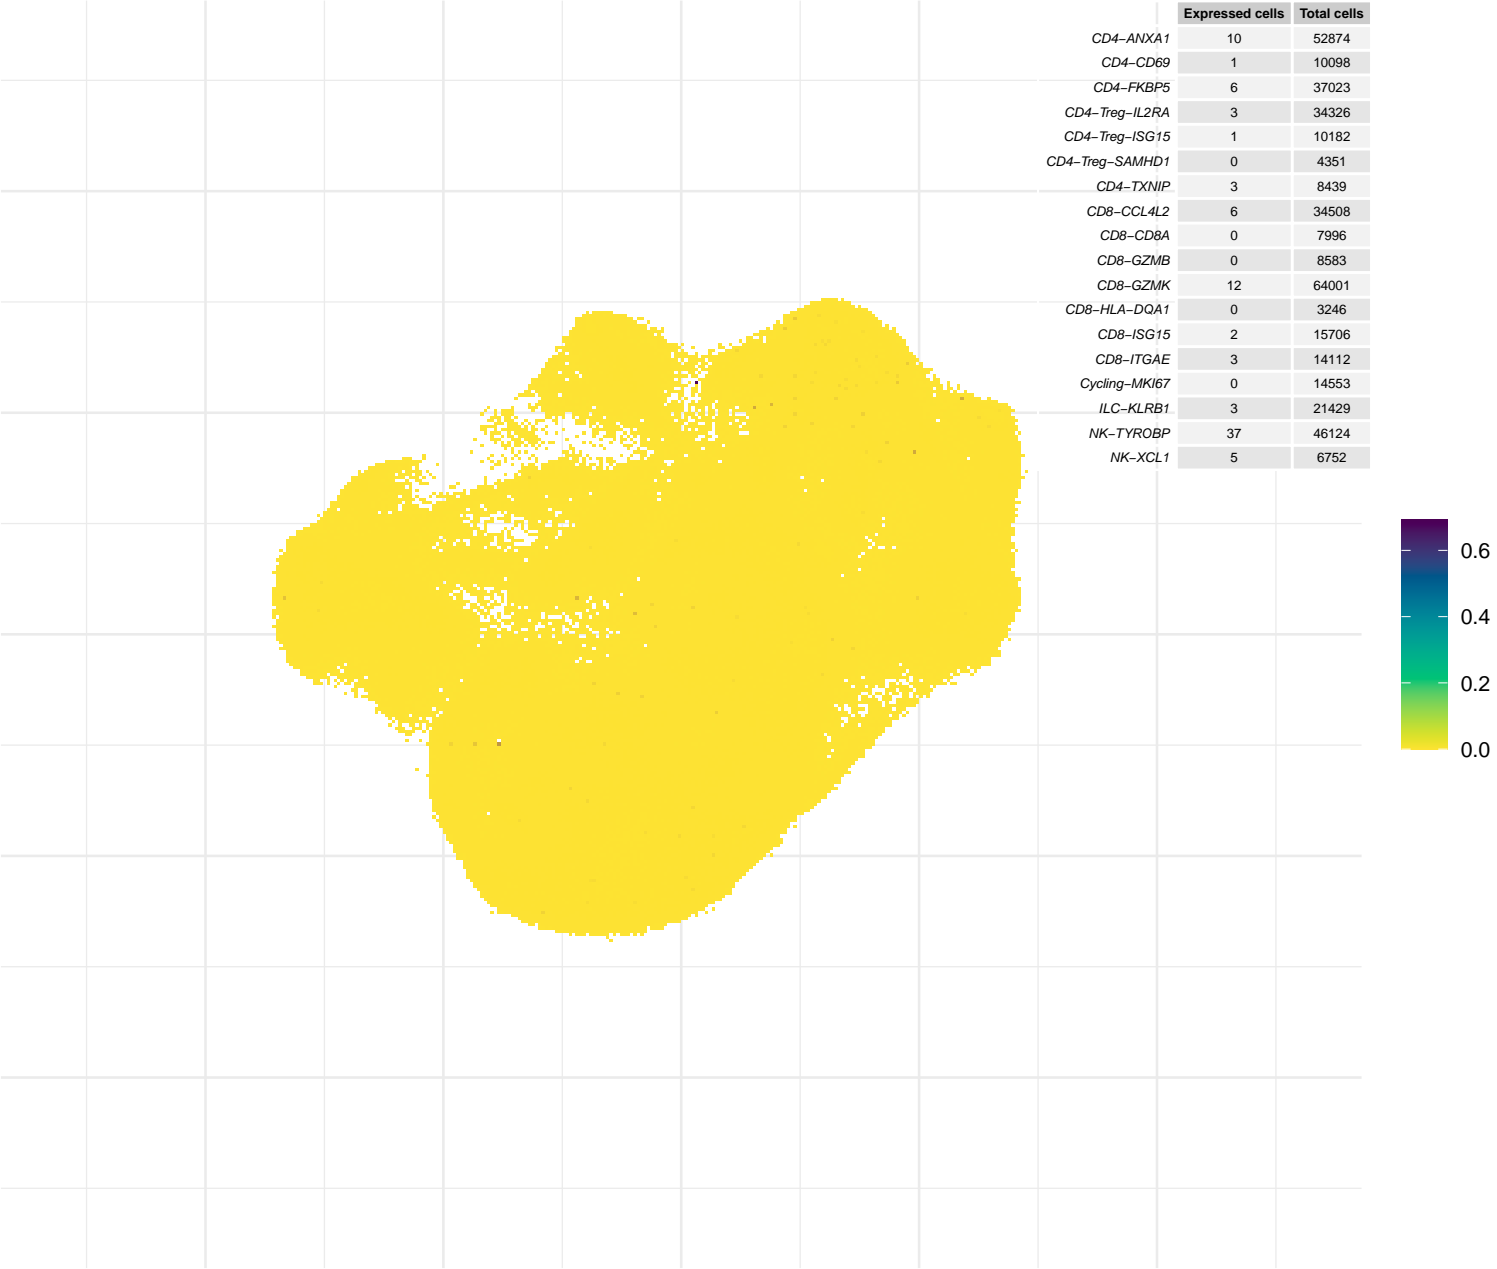 Expressed cells Total cells
CD4−ANXA1 10 52874
CD4−CD69 1 10098
CD4−FKBP5 6 37023
CD4−Treg−IL2RA 3 34326
CD4−Treg−ISG15 1 10182
CD4−Treg−SAMHD1 0 4351
CD4−TXNIP 3 8439
CD8−CCL4L2 6 34508
CD8−CD8A 0 7996
CD8−GZMB 0 8583
CD8−GZMK 12 64001
CD8−HLA−DQA1 0 3246
CD8−ISG15 2 15706
CD8−ITGAE 3 14112
Cycling−MKI67 0 14553
ILC−KLRB1 3 21429
NK−TYROBP 37 46124
NK−XCL1 5 6752
0.6
0.4
0.2
0.0